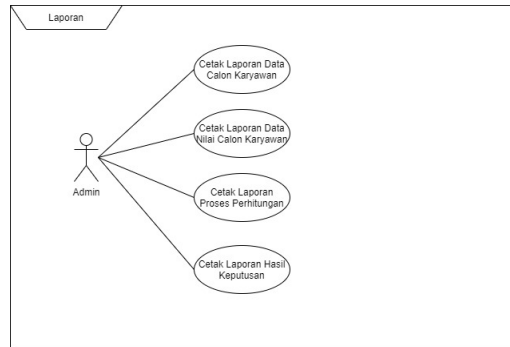 Laporan
Cetak Laporan Data
Calon Karyawan
Cetak Laporan Data
Nilai Calon Karyawan
Admin
Cetak Laporan
Proses Perhitungan
Cetak Laporan Hasil
Keputusan